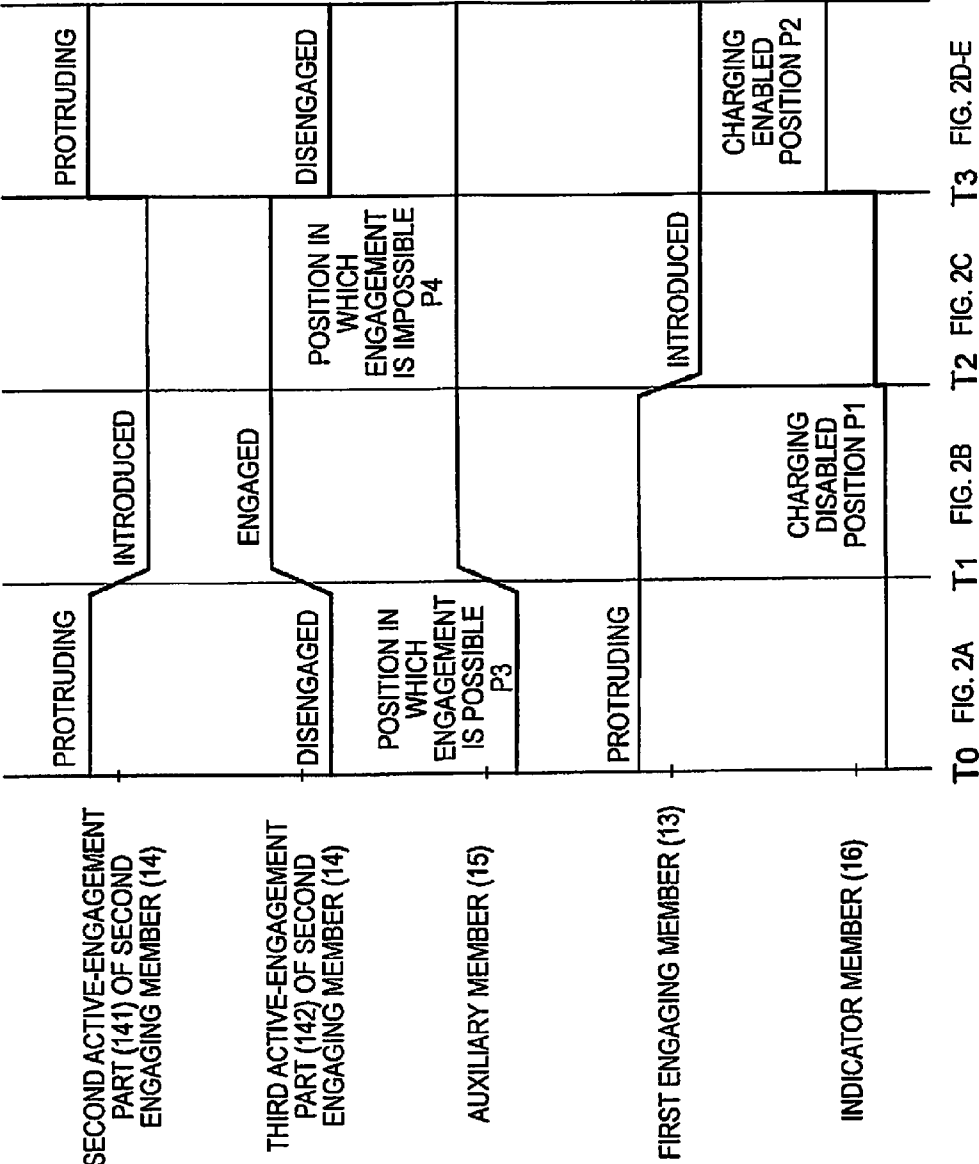 SECOND ACTIVE-ENGAGEMENT
PART (141) OF SECOND
ENGAGING MEMBER (14)
PROTRUDING
INTRODUCED
PROTRUDING
THIRD ACTIVE-ENGAGEMENT
PART (142) OF SECOND
ENGAGING MEMBER (14)
DISENGAGED
ENGAGED
DISENGAGED
AUXILIARY MEMBER (15)
POSITION IN
WHICH
ENGAGEMENT
IS POSSIBLE
P3
POSITION IN
WHICH
ENGAGEMENT
IS IMPOSSIBLE
P4
FIRST ENGAGING MEMBER (13)
PROTRUDING
INTRODUCED
INDICATOR MEMBER (16)
CHARGING
DISABLED
POSITION P1
CHARGING
ENABLED
POSITION P2
T0 FIG. 2A T1 FIG. 2B T2 FIG. 2C T3 FIG. 2D-E